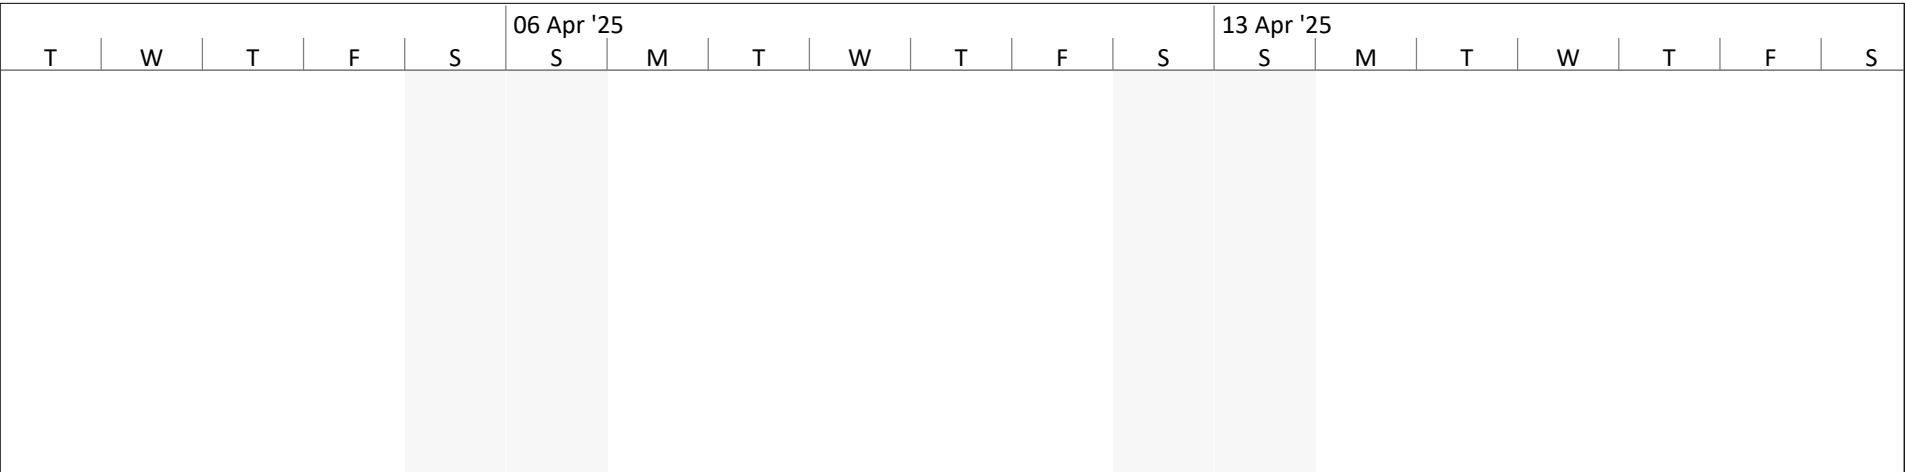 06 Apr '25 13 Apr '25
T W T F S S M T W T F S S M T W T F S